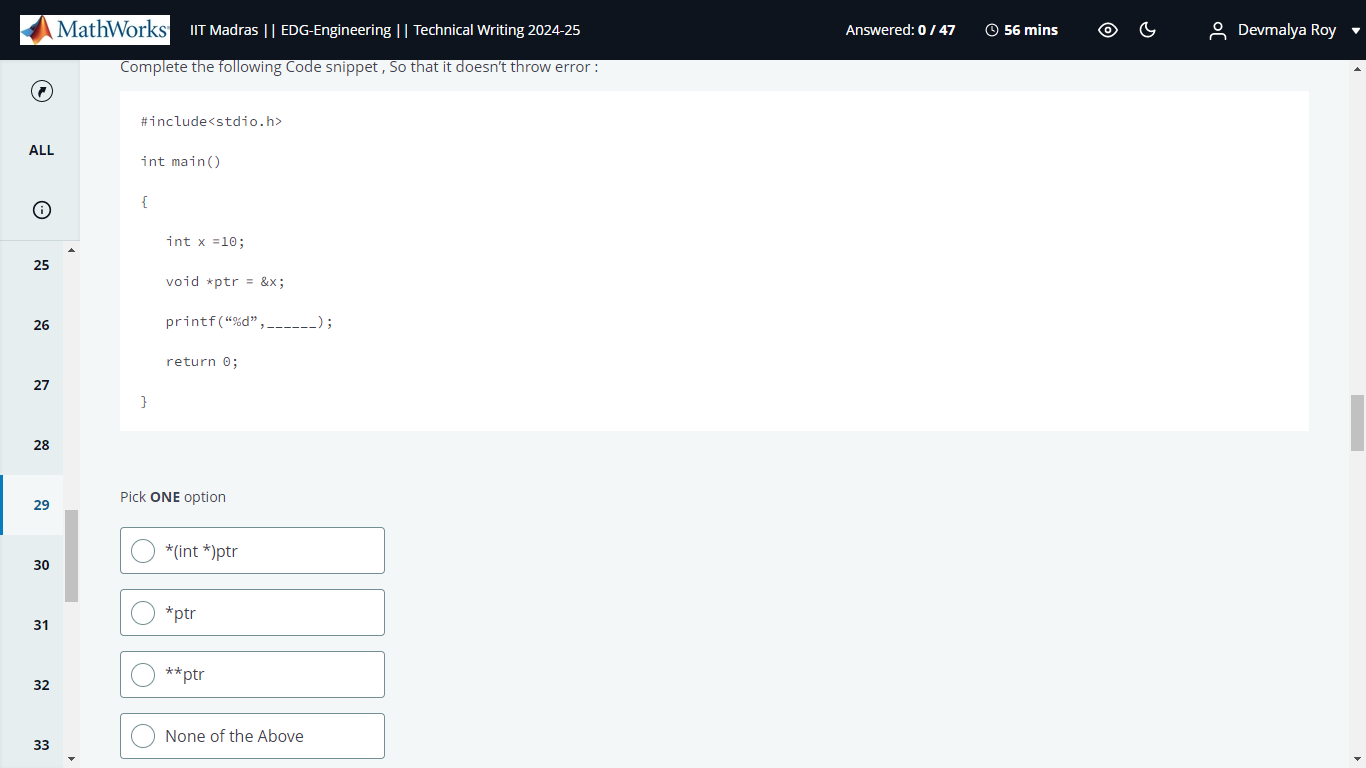 MathWorks
IIT Madras || EDG-Engineering || Technical Writing 2024-25
Answered: 0 / 47
56 mins
Devmalya Roy
ALL
25
26
27
28
29
30
31
32
33
Complete the following Code snippet , So that it doesn’t throw error :
#include<stdio.h>
int main()
{
int x =10;
void *ptr = &x;
printf(“%d”,______);
return 0;
}
Pick ONE option
*(int *)ptr
*ptr
**ptr
None of the Above